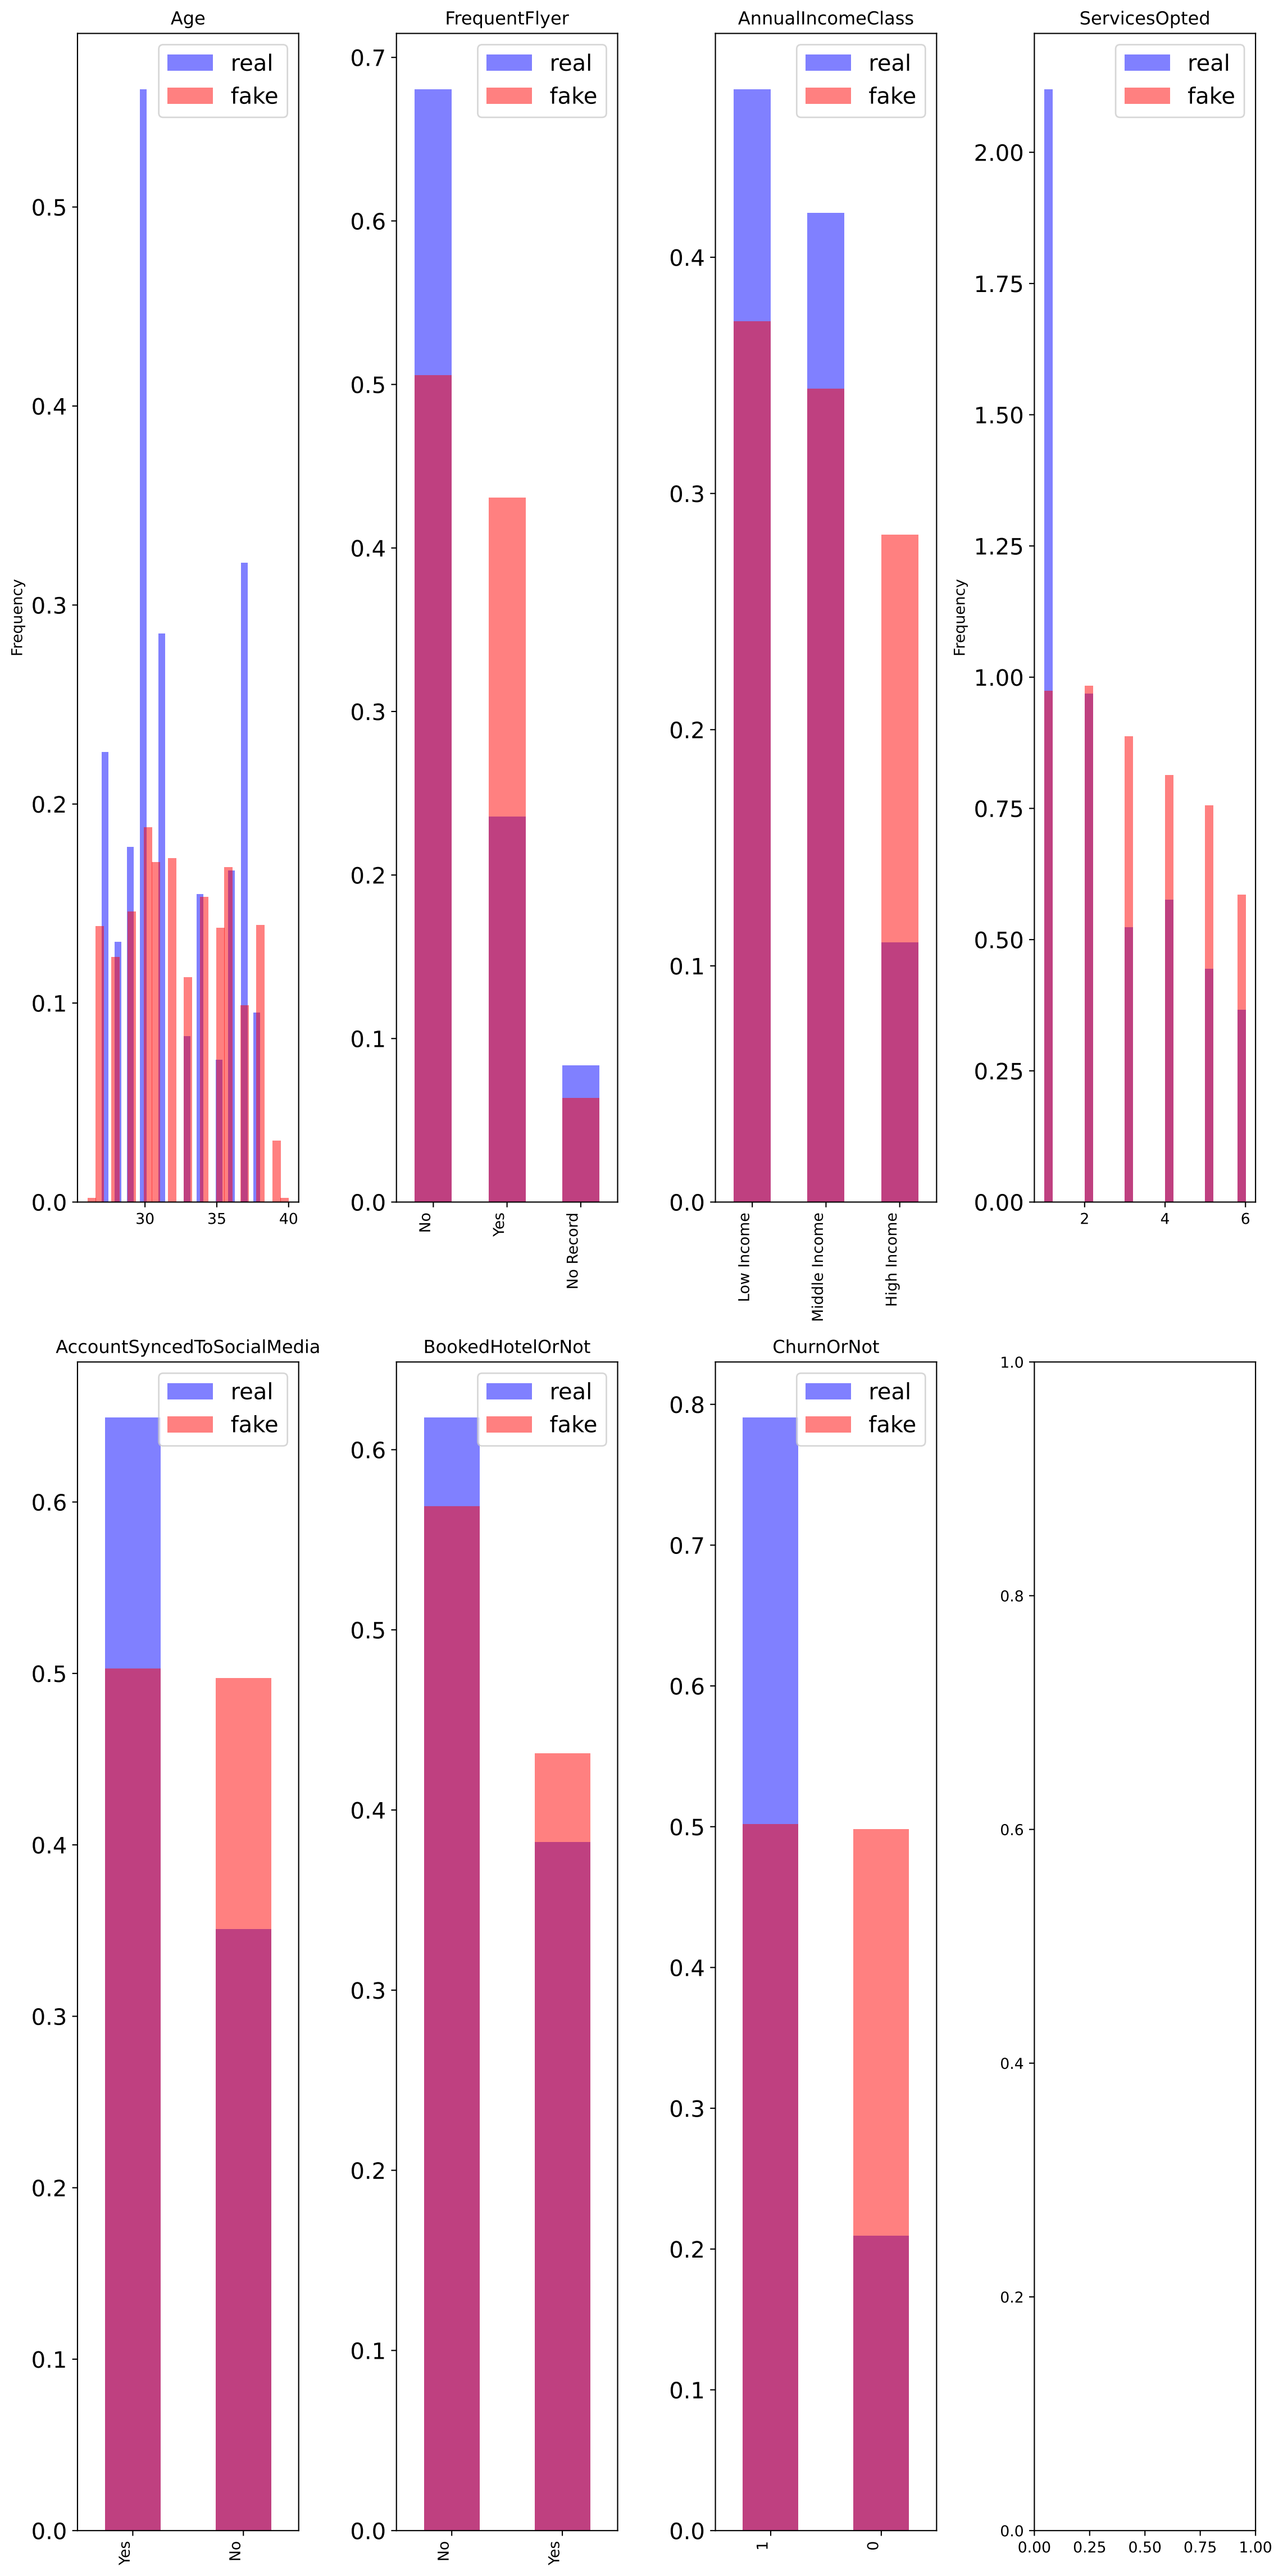 Age
FrequentFlyer
AnnualIncomeClass
ServicesOpted
real
fake
real
fake
real
fake
real
fake
Frequency
0.5
0.4
0.3
0.2
0.1
0.0
30
35
40
0.7
0.6
0.5
0.4
0.3
0.2
0.1
0.0
No
Yes
No Record
0.4
0.3
0.2
0.1
0.0
Low Income
Middle Income
High Income
Frequency
2.00
1.75
1.50
1.25
1.00
0.75
0.50
0.25
0.00
2
4
6
AccountSyncedToSocialMedia
BookedHotelOrNot
ChurnOrNot
real
fake
real
fake
real
fake
0.6
0.5
0.4
0.3
0.2
0.1
0.0
Yes
No
0.6
0.5
0.4
0.3
0.2
0.1
0.0
No
Yes
0.8
0.7
0.6
0.5
0.4
0.3
0.2
0.1
0.0
1
0
1.0
0.8
0.6
0.4
0.2
0.0
0.00
0.25
0.50
0.75
1.00